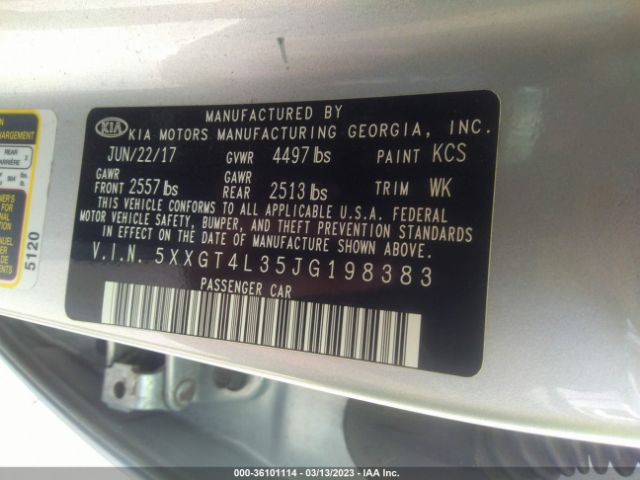 MANUFACTURED BY
KIA KIA MOTORS MANUFACTURING GEORGIA, INC.
JUN/22/17 GVWR 4497 lbs PAINT KCS
GAWR FRONT 2557 lbs GAWR REAR 2513 lbs TRIM WK
THIS VEHICLE CONFORMS TO ALL APPLICABLE U.S.A. FEDERAL
MOTOR VEHICLE SAFETY, BUMPER, AND THEFT PREVENTION STANDARDS
IN EFFECT ON THE DATE OF MANUFACTURE SHOWN ABOVE.
V.I.N. 5XXGT4L35JG198383
PASSENGER CAR
REAR
5120
000-36101114 - 03/13/2023 - IAA Inc.